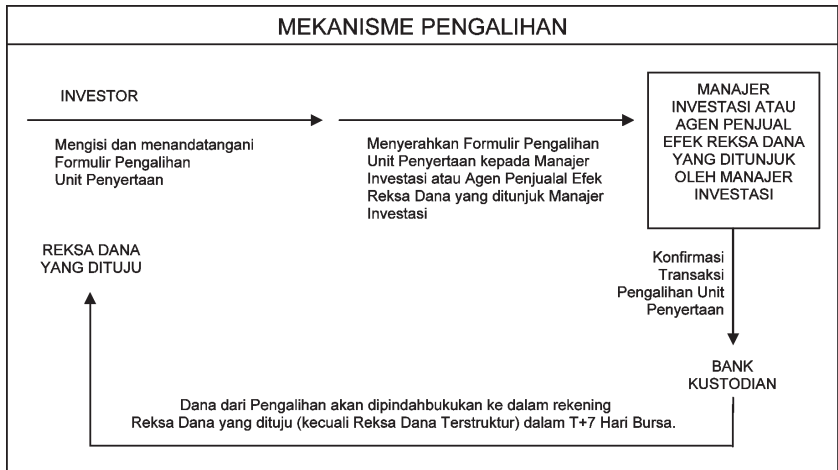 MEKANISME PENGALIHAN
INVESTOR
Mengisi dan menandatangani
Formulir Pengalihan
Unit Penyertaan
Menyerahkan Formulir Pengalihan
Unit Penyertaan kepada Manajer
Investasi atau Agen Penjualal Efek
Reksa Dana yang ditunjuk Manajer
Investasi
MANAJER
INVESTASI ATAU
AGEN PENJUAL
EFEK REKSA DANA
YANG DITUNJUK
OLEH MANAJER
INVESTASI
Konfirmasi
Transaksi
Pengalihan Unit
Penyertaan
BANK
KUSTODIAN
Dana dari Pengalihan akan dipindahbukukan ke dalam rekening
Reksa Dana yang dituju (kecuali Reksa Dana Terstruktur) dalam T+7 Hari Bursa.
REKSA DANA
YANG DITUJU